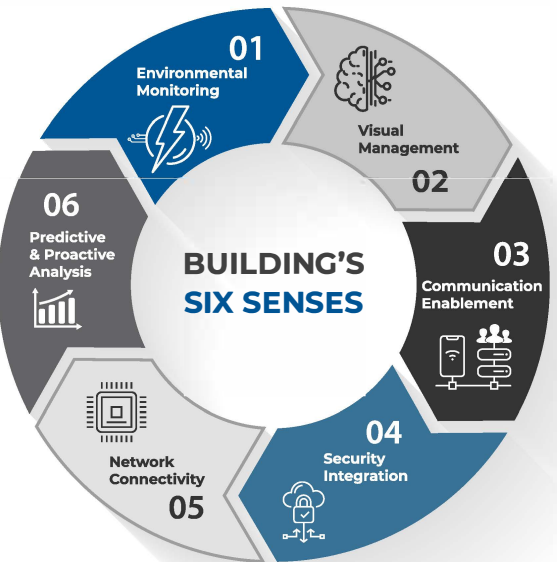 BUILDING'S
SIX SENSES
01
Environmental
Monitoring
Visual
Management
02
03
Communication
Enablement
04
Security
Integration
Network
Connectivity
05
06
Predictive
& Proactive
Analysis